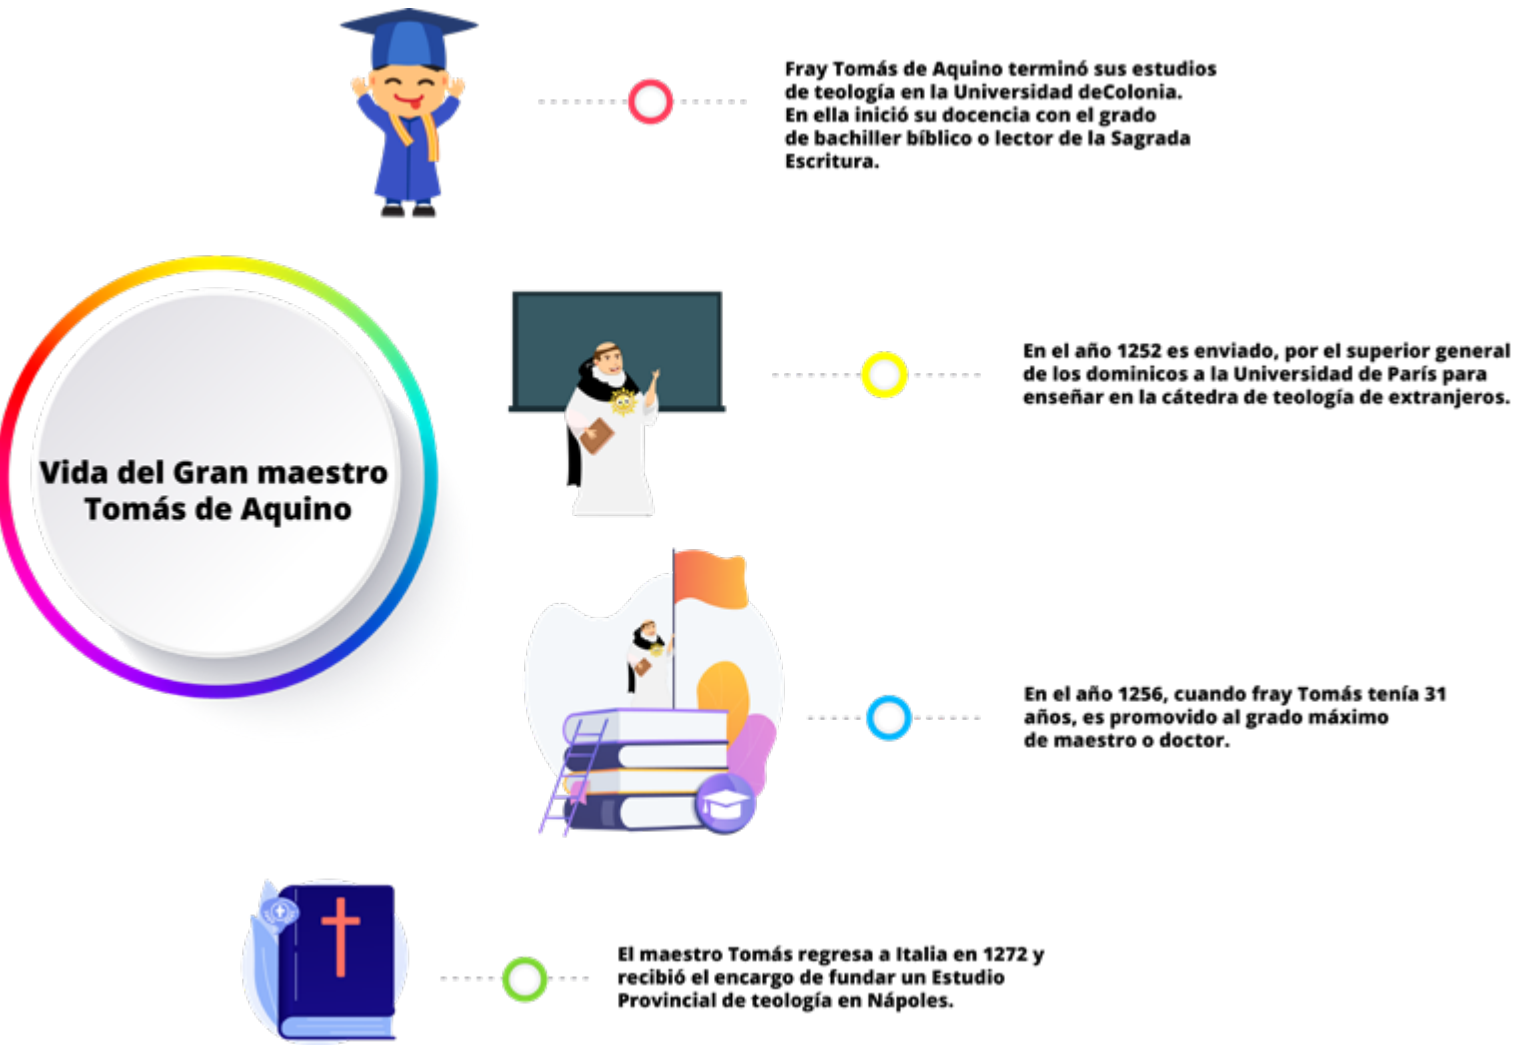 Fray Tomás de Aquino terminó sus estudios
de teología en la Universidad deColonia.
En ella inició su docencia con el grado
de bachiller bíblico o lector de la Sagrada
Escritura.
En el año 1252 es enviado, por el superior general
de los dominicos a la Universidad de París para
enseñar en la cátedra de teología de extranjeros.
Vida del Gran maestro
Tomás de Aquino
En el año 1256, cuando fray Tomás tenía 31
años, es promovido al grado máximo
de maestro o doctor.
El maestro Tomás regresa a Italia en 1272 y
recibió el encargo de fundar un Estudio
Provincial de teología en Nápoles.